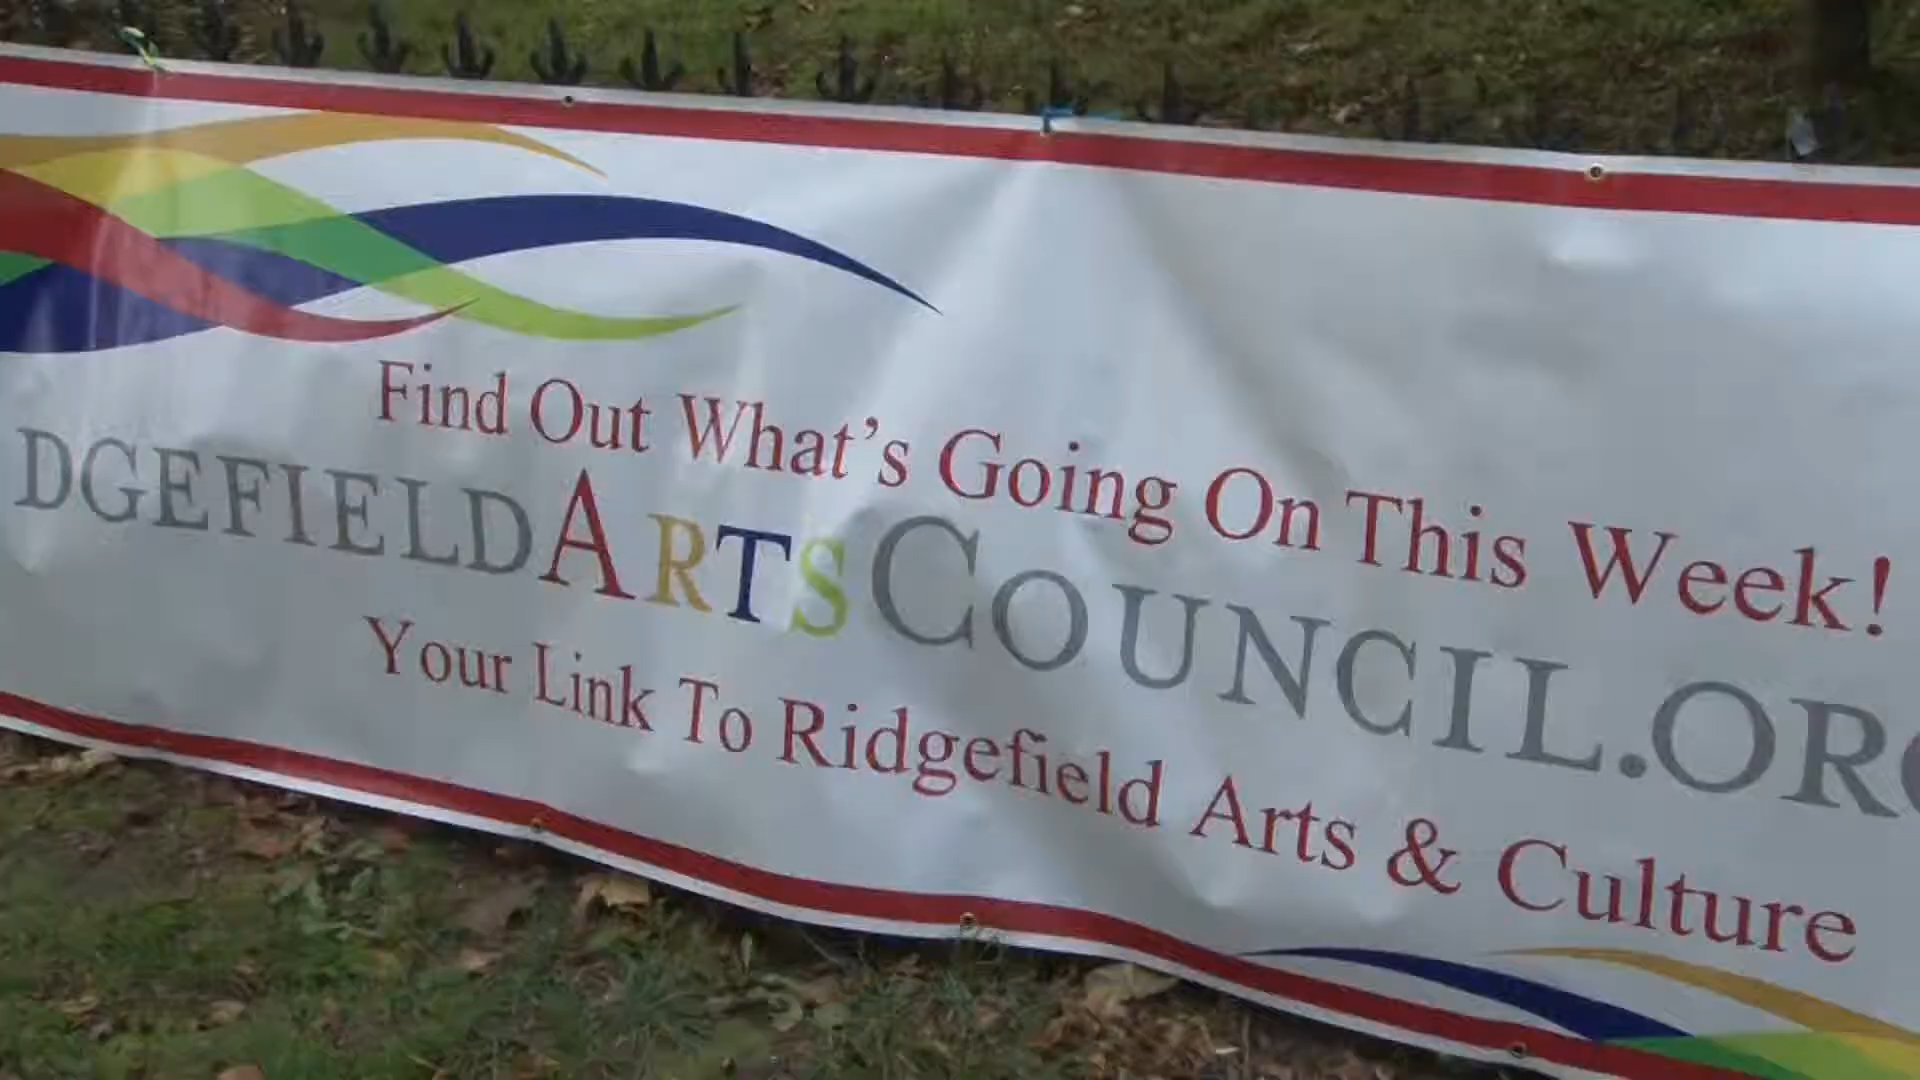 Find Out What's Going On This Week!
DGEFIELDARTSCOUNCIL.OR
Your Link To Ridgefield Arts & Culture